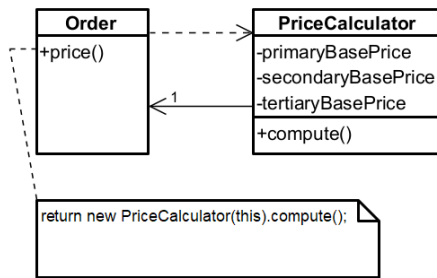 Order
+price()
PriceCalculator
-primaryBasePrice
-secondaryBasePrice
-tertiaryBasePrice
+compute()
1
return new PriceCalculator(this).compute();